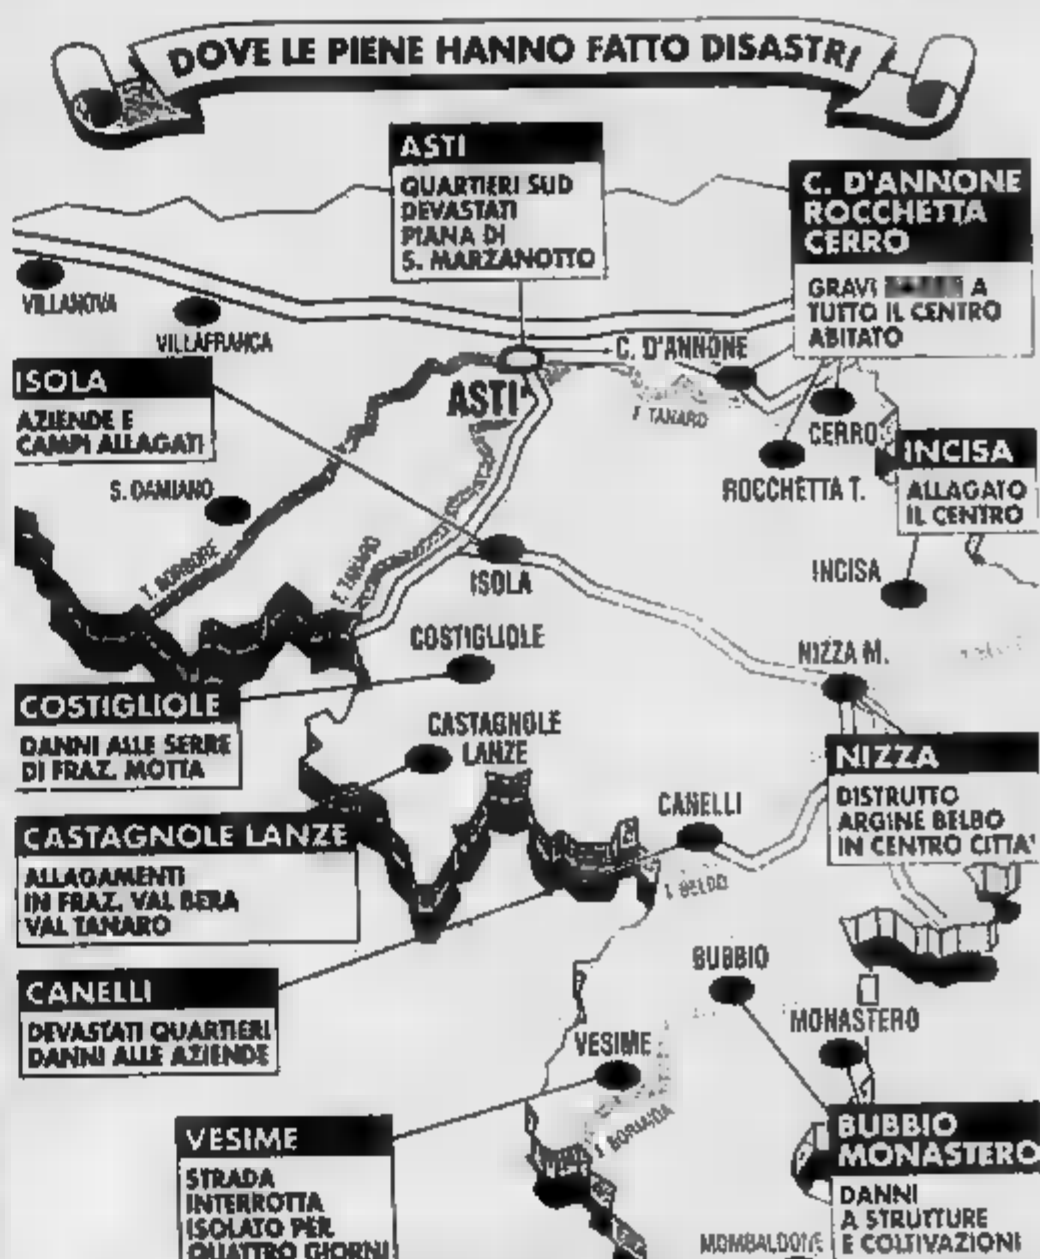 DOVE LE PIENE HANNO FATTO DISASTRI
ASTI
QUARTIERI SUD
DEVASTATI
PIANA DI
S. MARZANOTTO
C. D'ANNONE
ROCCHETTA
CERRO
GRAVI A
TUTTO IL CENTRO
ABITATO
VILLANOVA
VILLAFRANCA
C. D'ANNONE
ISOLA
AZIENDE E
CAMPI ALLAGATI
ASTI
F. TANARO
CERRO
INCISA
ALLAGATO
IL CENTRO
S. DAMIANO
ROCCHETTA T.
T. BORBORE
F. TANARO
ISOLA
INCISA
COSTIGLIOLE
NIZZA M.
COSTIGLIOLE
DANNI ALLE SERRE
DI FRAZ. MOTTA
CASTAGNOLE
LANZE
NIZZA
DISTRUTTO
ARGINE BELBO
IN CENTRO CITTA'
CANELLI
CASTAGNOLE LANZE
ALLAGAMENTI
IN FRAZ. VAL BERA
VAL TANARO
T. BELBO
BUBBIO
CANELLI
DEVASTATI QUARTIERI
DANNI ALLE AZIENDE
MONASTERO
VESIME
F. BORMIDA
VESIME
STRADA
INTERROTTA
ISOLATO PER
QUATTRO GIORNI
BUBBIO
MONASTERO
DANNI
A STRUTTURE
E COLTIVAZIONI